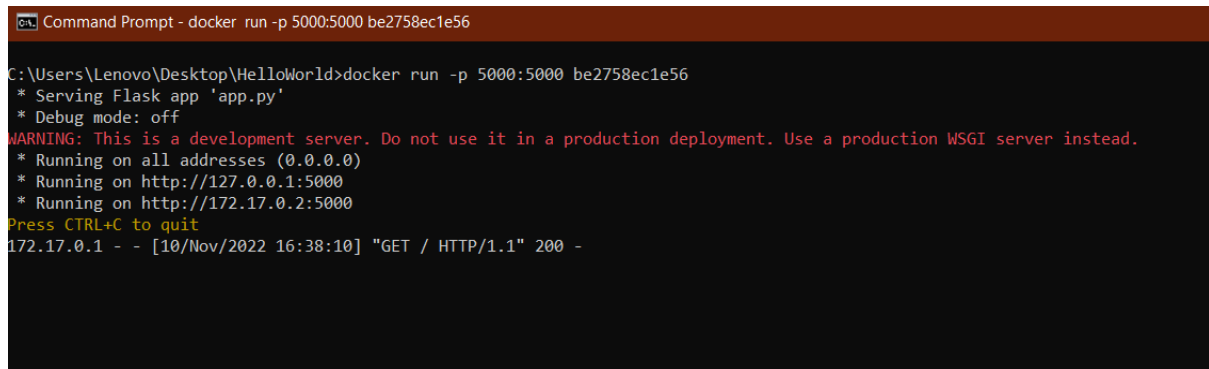 Command Prompt - docker  run -p 5000:5000 be2758ec1e56
C:\Users\Lenovo\Desktop\HelloWorld>docker run -p 5000:5000 be2758ec1e56
 * Serving Flask app 'app.py'
 * Debug mode: off
WARNING: This is a development server. Do not use it in a production deployment. Use a production WSGI server instead.
 * Running on all addresses (0.0.0.0)
 * Running on http://127.0.0.1:5000
 * Running on http://172.17.0.2:5000
Press CTRL+C to quit
172.17.0.1 - - [10/Nov/2022 16:38:10] "GET / HTTP/1.1" 200 -